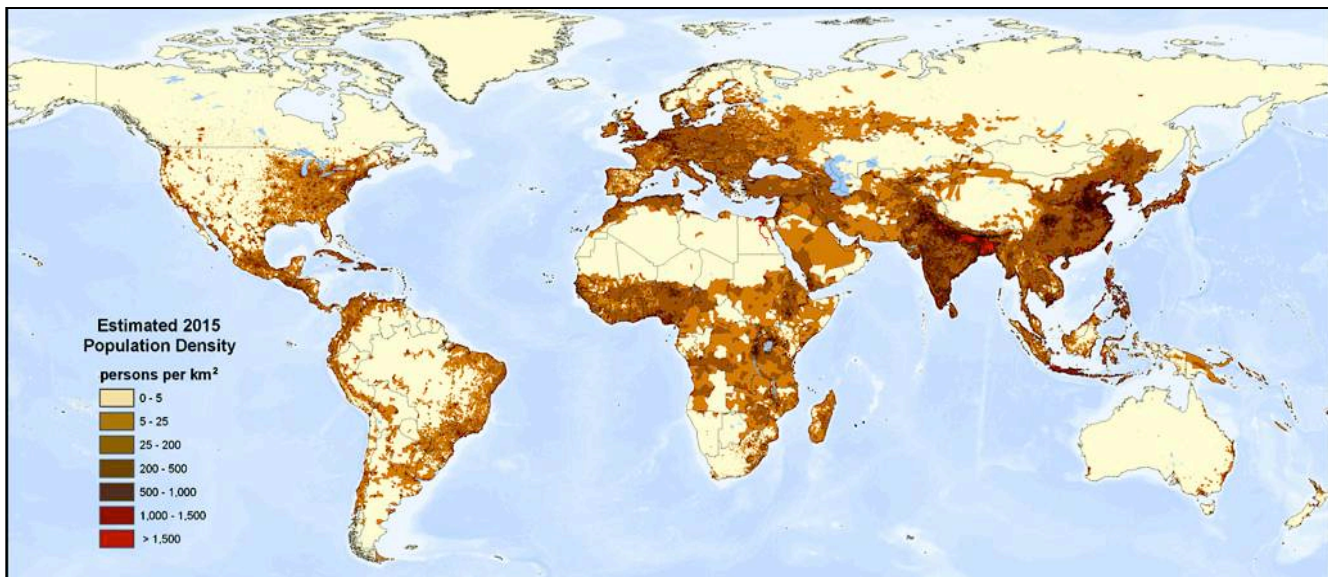 Estimated 2015
Population Density
persons per km²
0 - 5
5 - 25
25 - 200
200 - 500
500 - 1,000
1,000 - 1,500
> 1,500